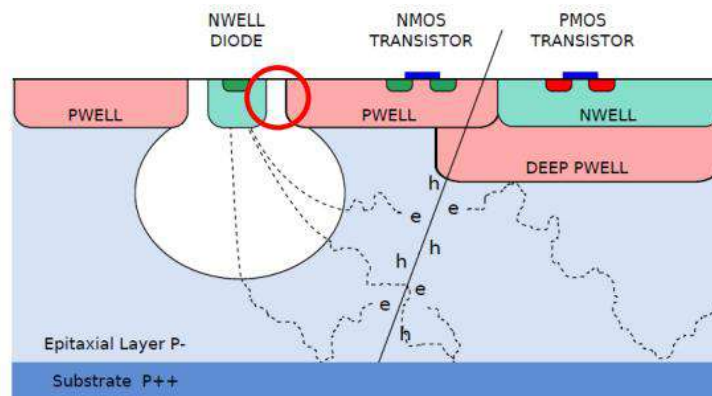 NWELL
DIODE
NMOS
TRANSISTOR
PMOS
TRANSISTOR
PWELL
PWELL
NWELL
DEEP PWELL
h
e
e
h
h
e
e
h
Epitaxial Layer P-
Substrate P++